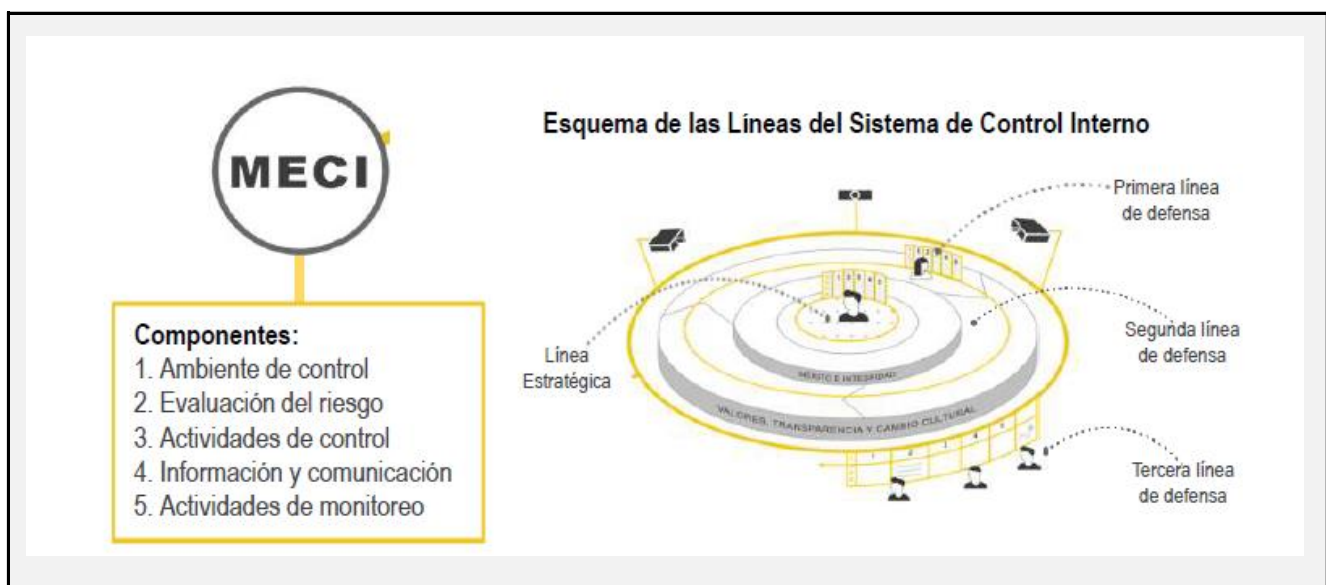 MECI
Componentes:
1. Ambiente de control
2. Evaluación del riesgo
3. Actividades de control
4. Información y comunicación
5. Actividades de monitoreo
Esquema de las Líneas del Sistema de Control Interno
Primera línea
de defensa
Segunda línea
de defensa
Línea
Estratégica
MÉRITO E INTEGRIDAD
VALORES, TRANSPARENCIA Y CAMBIO CULTURAL
Tercera línea
de defensa